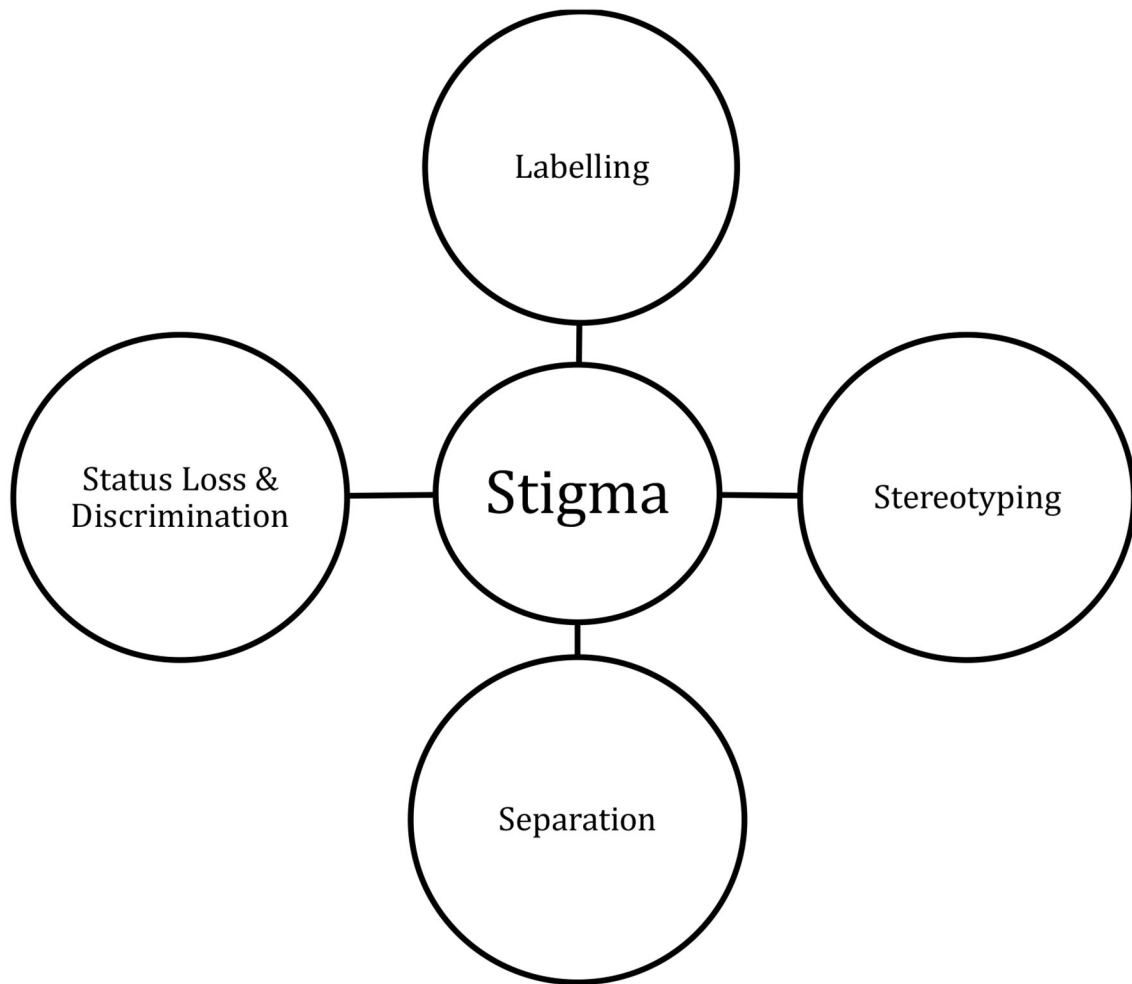 Labelling
Status Loss &
Discrimination
Stigma
Stereotyping
Separation